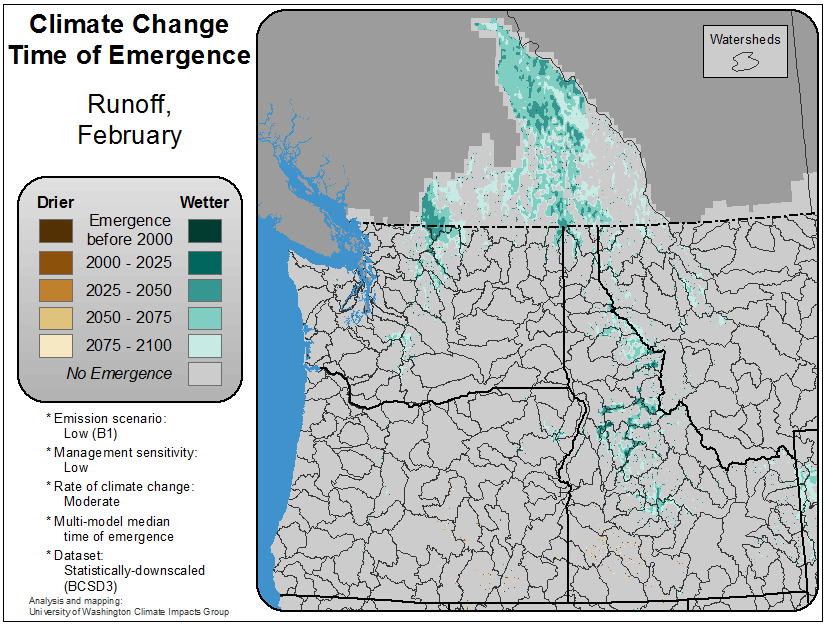 Climate Change
Time of Emergence
Runoff,
February
Drier
Wetter
Emergence
before 2000
2000 - 2025
2025 - 2050
2050 - 2075
2075 - 2100
No Emergence
* Emission scenario:
Low (B1)
* Management sensitivity:
Low
* Rate of climate change:
Moderate
* Multi-model median
time of emergence
* Dataset:
Statistically-downscaled
(BCSD3)
Analysis and mapping:
University of Washington Climate Impacts Group
Watersheds